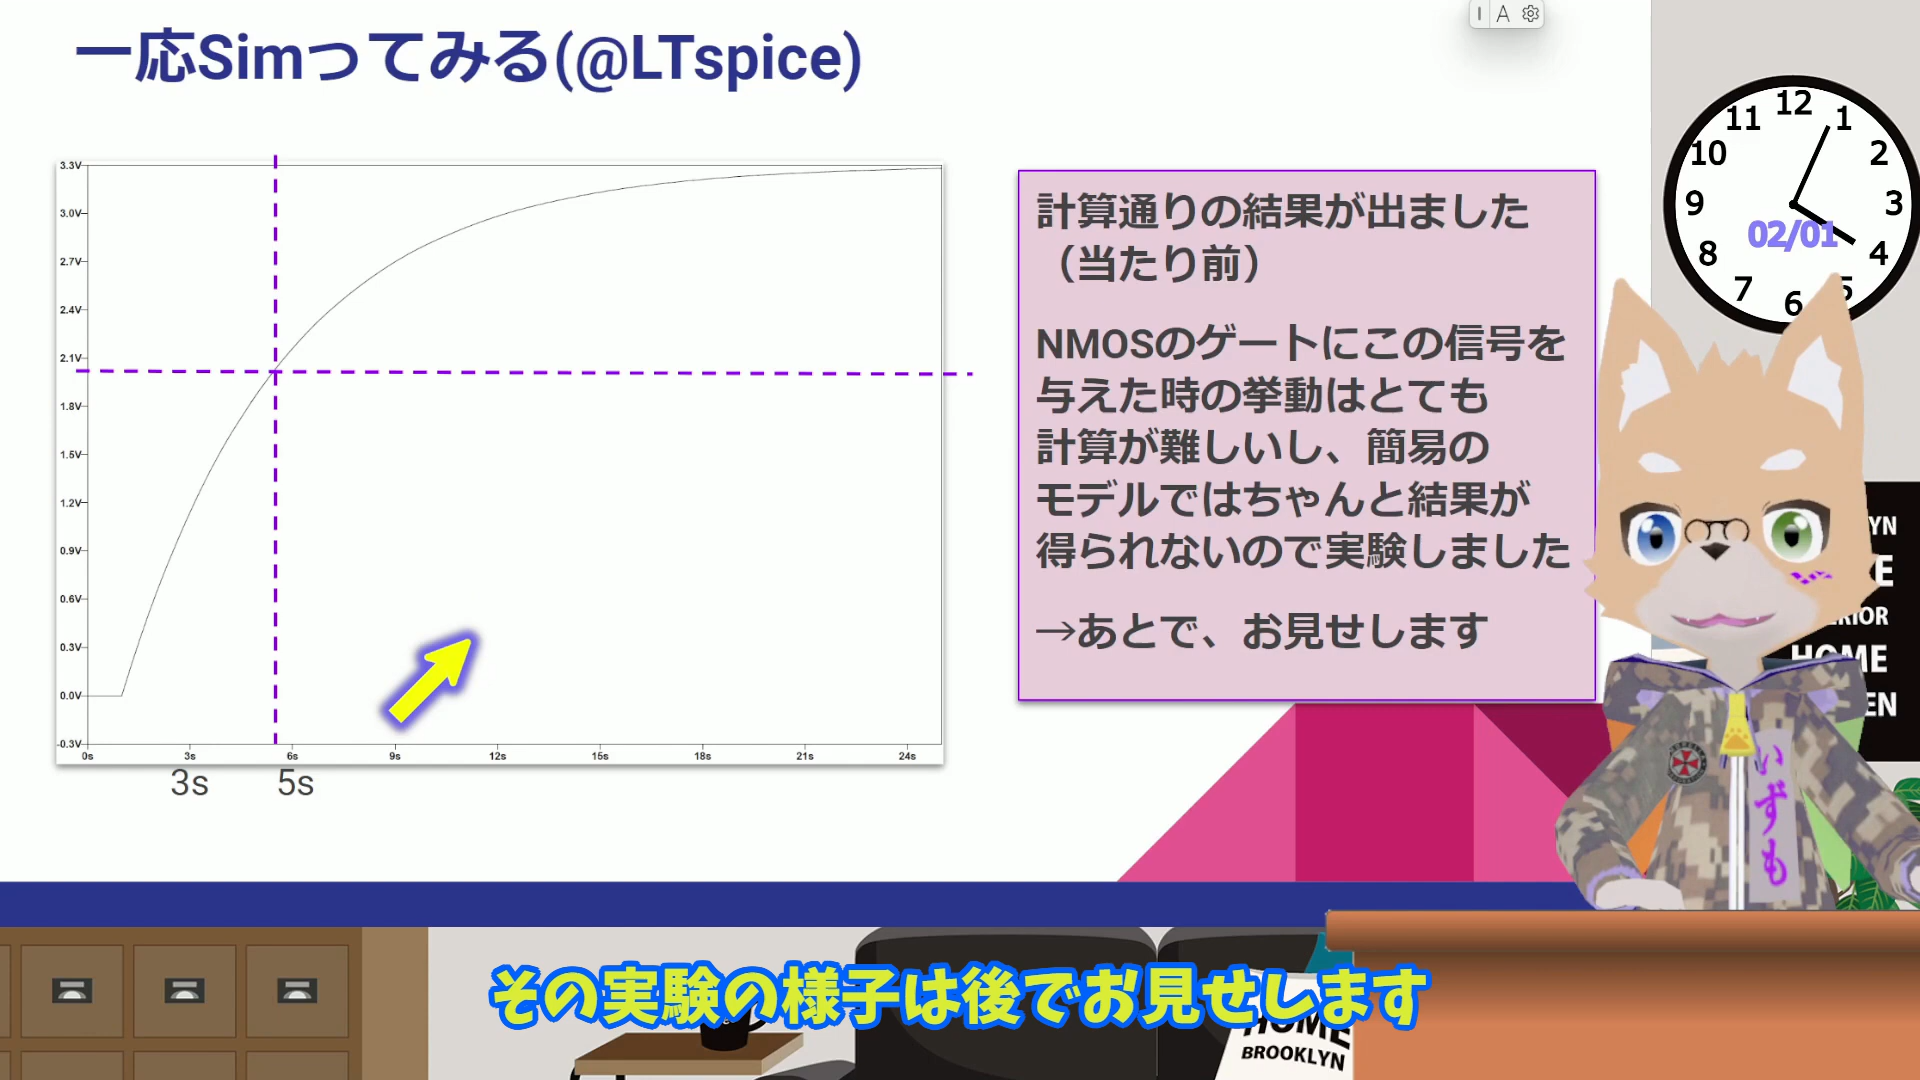 一応Simってみる(@LTspice)
A
3.3V
3.0V
2.7V
2.4V
2.1V
1.8V
1.5V
1.2V
0.9V
0.6V
0.3V
0.0V
-0.3V
0s 3s 6s 9s 12s 15s 18s 21s 24s
3s 5s
計算通りの結果が出ました
（当たり前）
NMOSのゲートにこの信号を
与えた時の挙動はとても
計算が難しいし、簡易の
モデルではちゃんと結果が
得られないので実験しました
→あとで、お見せします
12
1
2
3
4
5
6
7
8
9
10
11
02/01
YN
E
ERIOR
HOME
EN
いずも
その実験の様子は後でお見せします
HOME
BROOKLYN